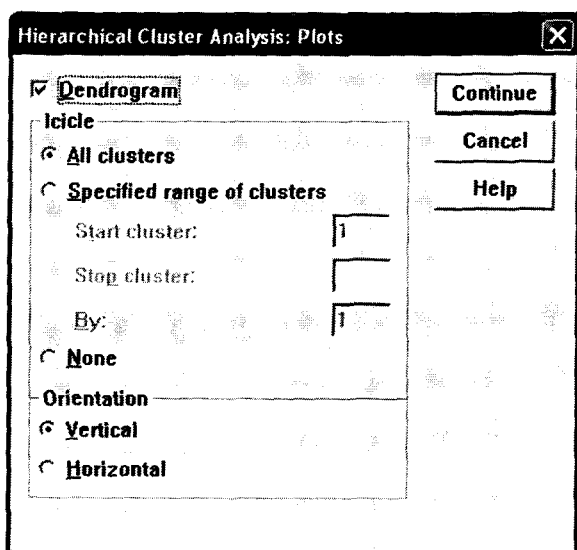 Hierarchical Cluster Analysis: Plots
Dendrogram
Continue
Icicle
All clusters
Cancel
Specified range of clusters
Help
Start cluster: 1
Stop cluster:
By: 1
None
Orientation
Vertical
Horizontal